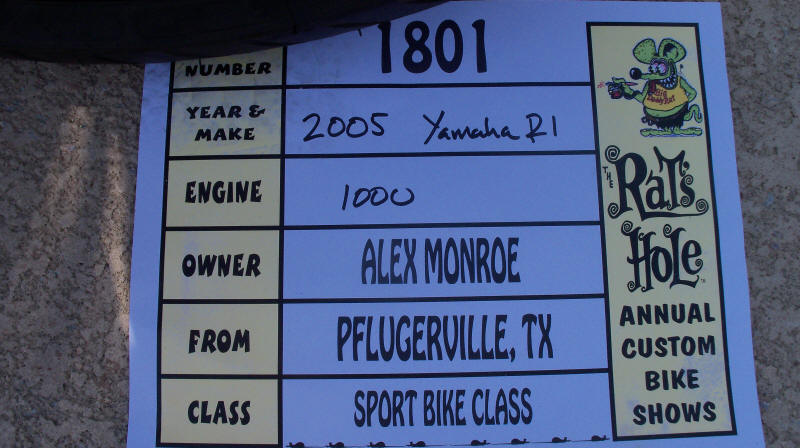 NUMBER 1801
YEAR &
MAKE
2005 Yamaha R1
ENGINE 1000
OWNER ALEX MONROE
FROM PFLUGERVILLE, TX
CLASS SPORT BIKE CLASS
THE
RAT'S
HOLE
ANNUAL
CUSTOM
BIKE
SHOWS